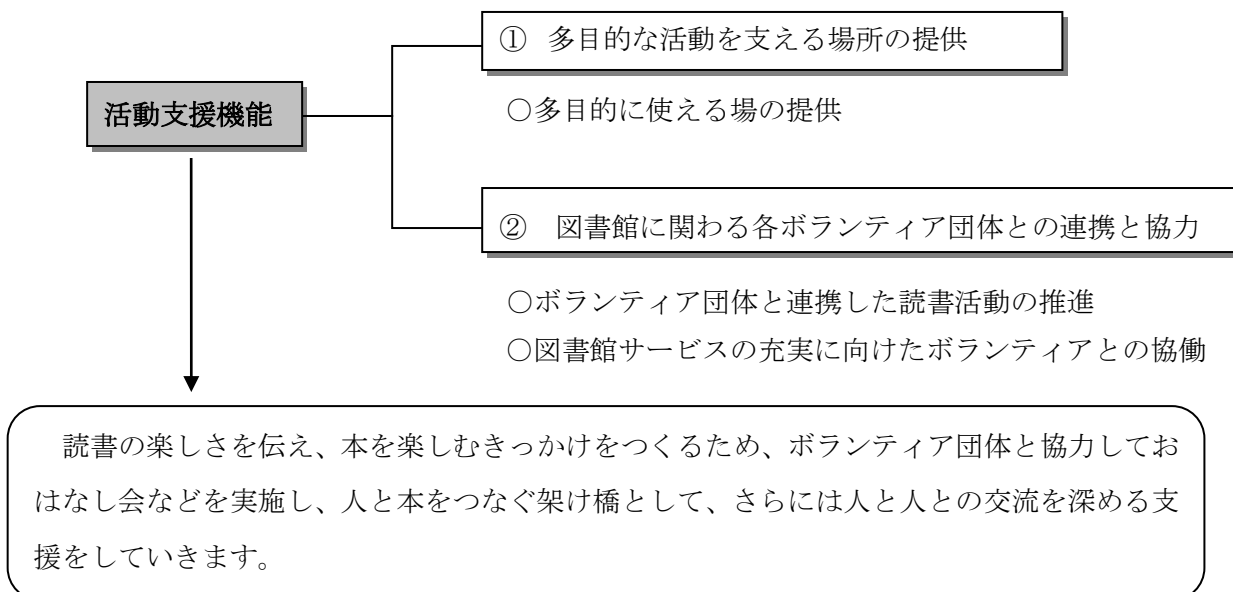 ① 多目的な活動を支える場所の提供
活動支援機能
○多目的に使える場の提供
② 図書館に関わる各ボランティア団体との連携と協力
○ボランティア団体と連携した読書活動の推進
○図書館サービスの充実に向けたボランティアとの協働
読書の楽しさを伝え、本を楽しむきっかけをつくるため、ボランティア団体と協力してお
はなし会などを実施し、人と本をつなぐ架け橋として、さらには人と人との交流を深める支
援をしていきます。